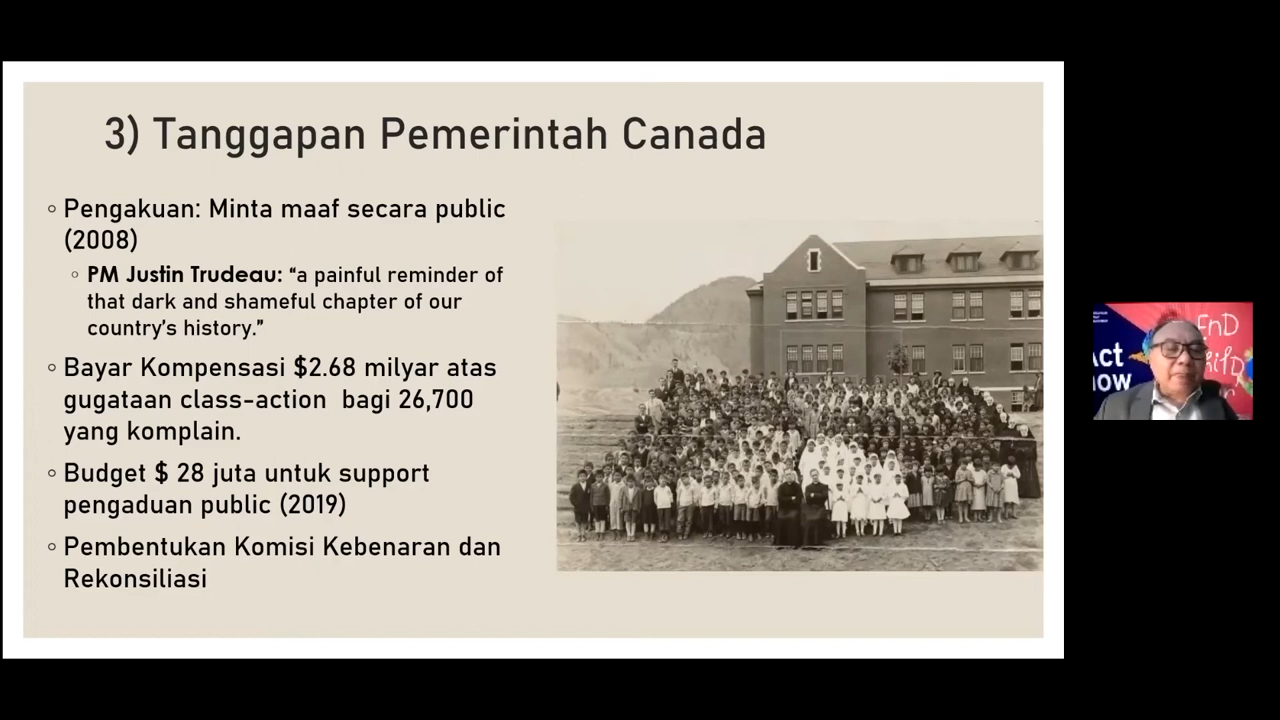 3) Tanggapan Pemerintah Canada
◦ Pengakuan: Minta maaf secara public
(2008)
◦ PM Justin Trudeau: “a painful reminder of
that dark and shameful chapter of our
country’s history.”
◦ Bayar Kompensasi $2.68 milyar atas
gugataan class-action bagi 26,700
yang komplain.
◦ Budget $ 28 juta untuk support
pengaduan public (2019)
◦ Pembentukan Komisi Kebenaran dan
Rekonsiliasi
EnD